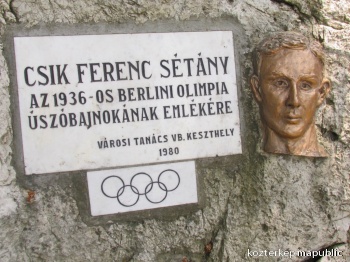 CSIK FERENC SÉTÁNY
AZ 1936-OS BERLINI OLIMPIA
ÚSZÓBAJNOKÁNAK EMLÉKÉRE
VÁROSI TANÁCS VB. KESZTHELY
1980
kozterkep.mapublic